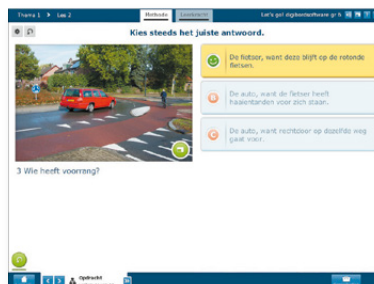 Thema 1 > Les 2
Methode
Leerkracht
Let's go! digibordsoftware gr 5
Kies steeds het juiste antwoord.
De fietser, want deze blijft op de rotonde
fietsen.
B
De auto, want de fietser heeft
haaientanden voor zich staan.
C
De auto, want rechtdoor op dezelfde weg
gaat voor.
3 Wie heeft voorrang?
Opdracht